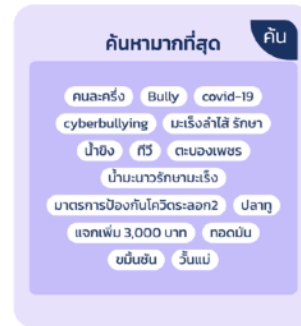 ค้น
ค้นหามากที่สุด
คนละครึ่ง Bully covid-19
cyberbullying มะเร็งลำไส้ รักษา
น้ำขิง ทีวี ตะบองเพชร
น้ำมะนาวรักษามะเร็ง
มาตรการป้องกันโควิดระลอก2 ปลาทู
แจกเพิ่ม 3,000 บาท ทอดมัน
ขมิ้นชัน วั้นแม่